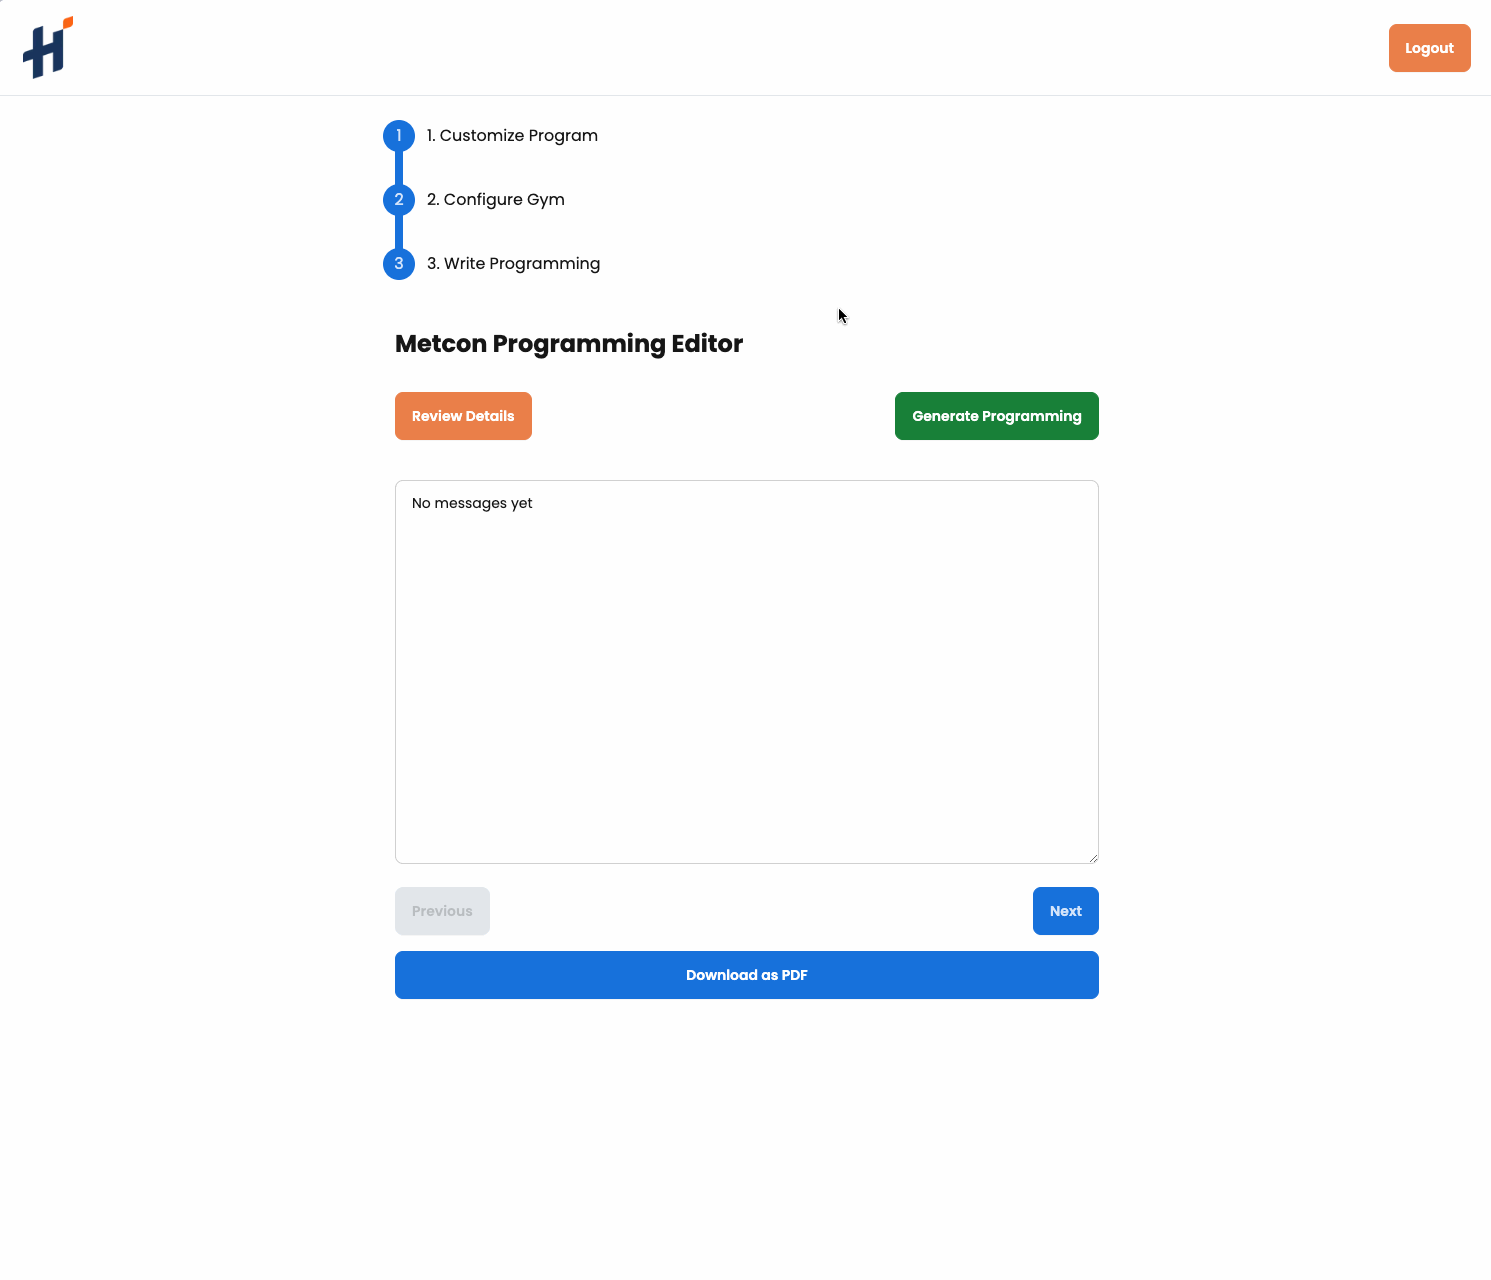 H
Logout
1 1. Customize Program
2 2. Configure Gym
3 3. Write Programming
Metcon Programming Editor
Review Details
Generate Programming
No messages yet
Previous
Next
Download as PDF